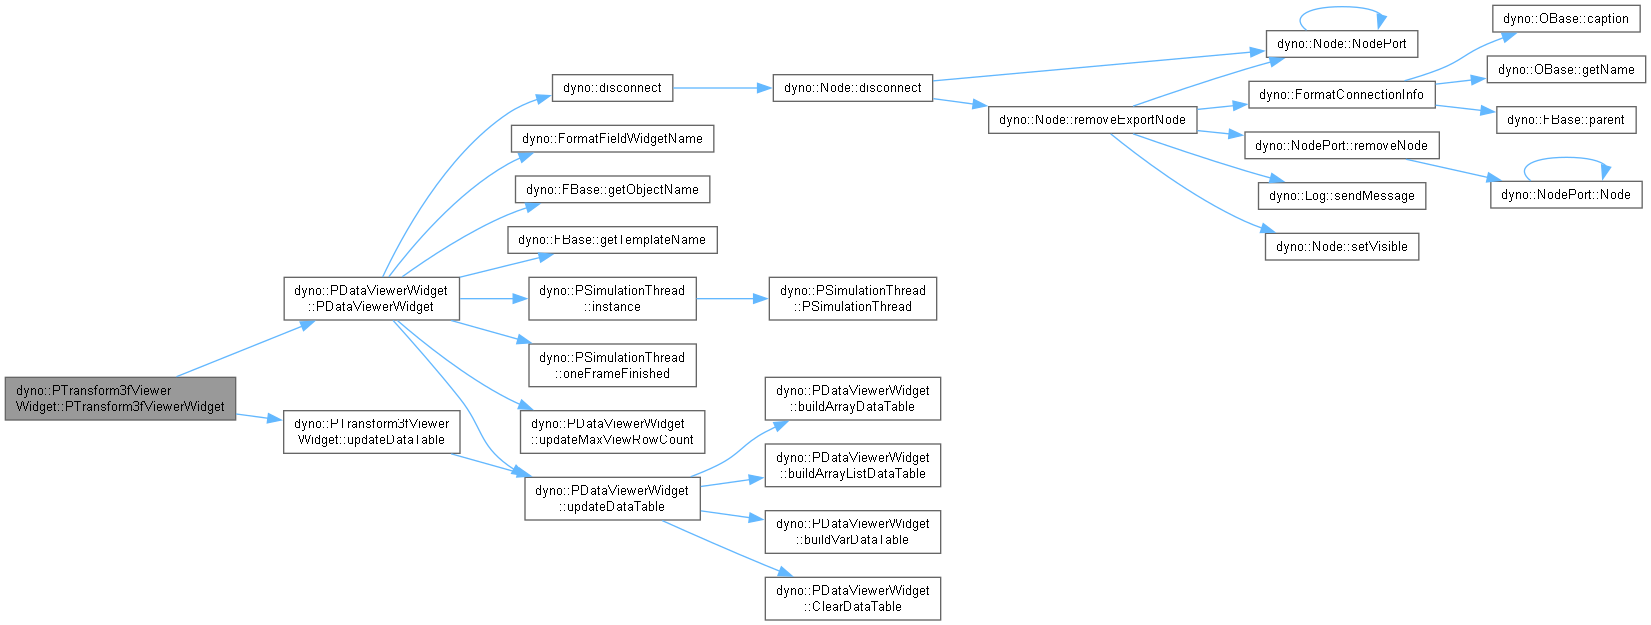 dyno::PTransform3fViewer
Widget::PTransform3fViewerWidget
dyno::PDataViewerWidget
::PDataViewerWidget
dyno::PTransform3fViewer
Widget::updateDataTable
dyno::disconnect
dyno::FormatFieldWidgetName
dyno::FBase::getObjectName
dyno::FBase::getTemplateName
dyno::PSimulationThread
::instance
dyno::PSimulationThread
::oneFrameFinished
dyno::PDataViewerWidget
::updateMaxViewRowCount
dyno::PDataViewerWidget
::updateDataTable
dyno::Node::disconnect
dyno::PSimulationThread
::PSimulationThread
dyno::PDataViewerWidget
::buildArrayDataTable
dyno::PDataViewerWidget
::buildArrayListDataTable
dyno::PDataViewerWidget
::buildVarDataTable
dyno::PDataViewerWidget
::ClearDataTable
dyno::Node::removeExportNode
dyno::Node::NodePort
dyno::FormatConnectionInfo
dyno::NodePort::removeNode
dyno::Log::sendMessage
dyno::Node::setVisible
dyno::OBase::caption
dyno::OBase::getName
dyno::FBase::parent
dyno::NodePort::Node